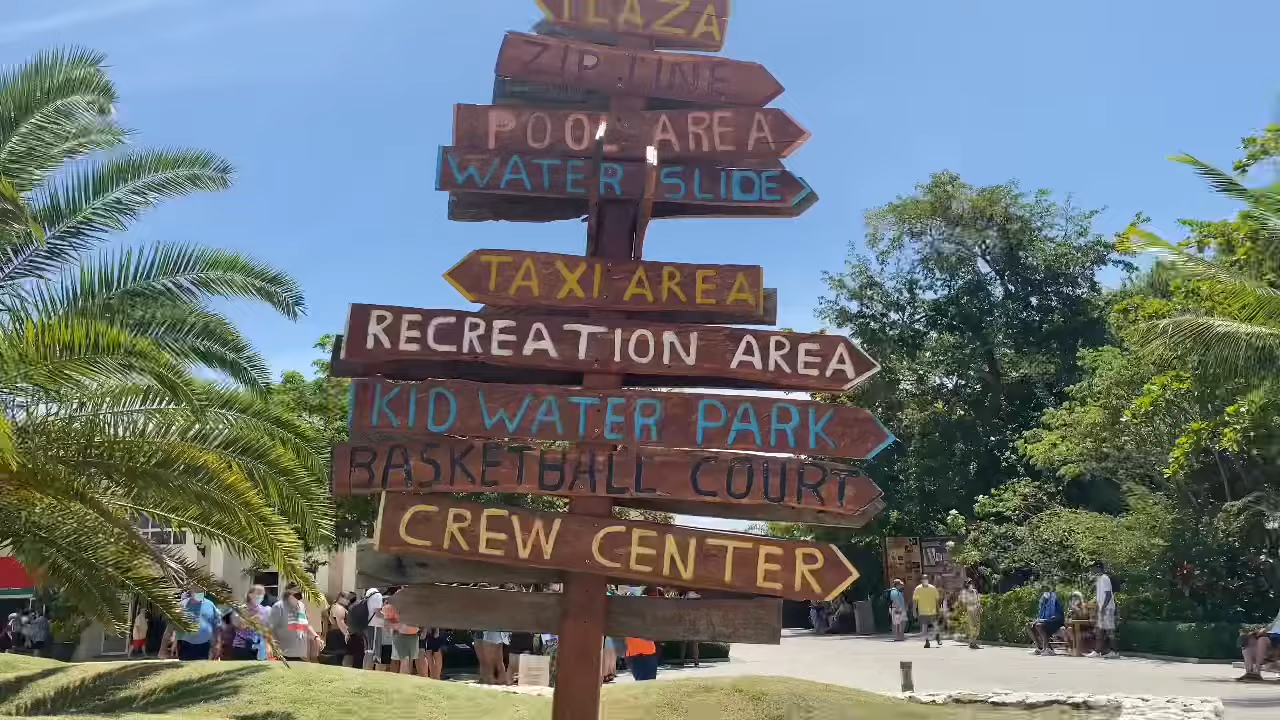 PLAZA
ZIP LINE
POOL AREA
WATER SLIDE
TAXI AREA
RECREATION AREA
KID WATER PARK
BASKETBALL COURT
CREW CENTER